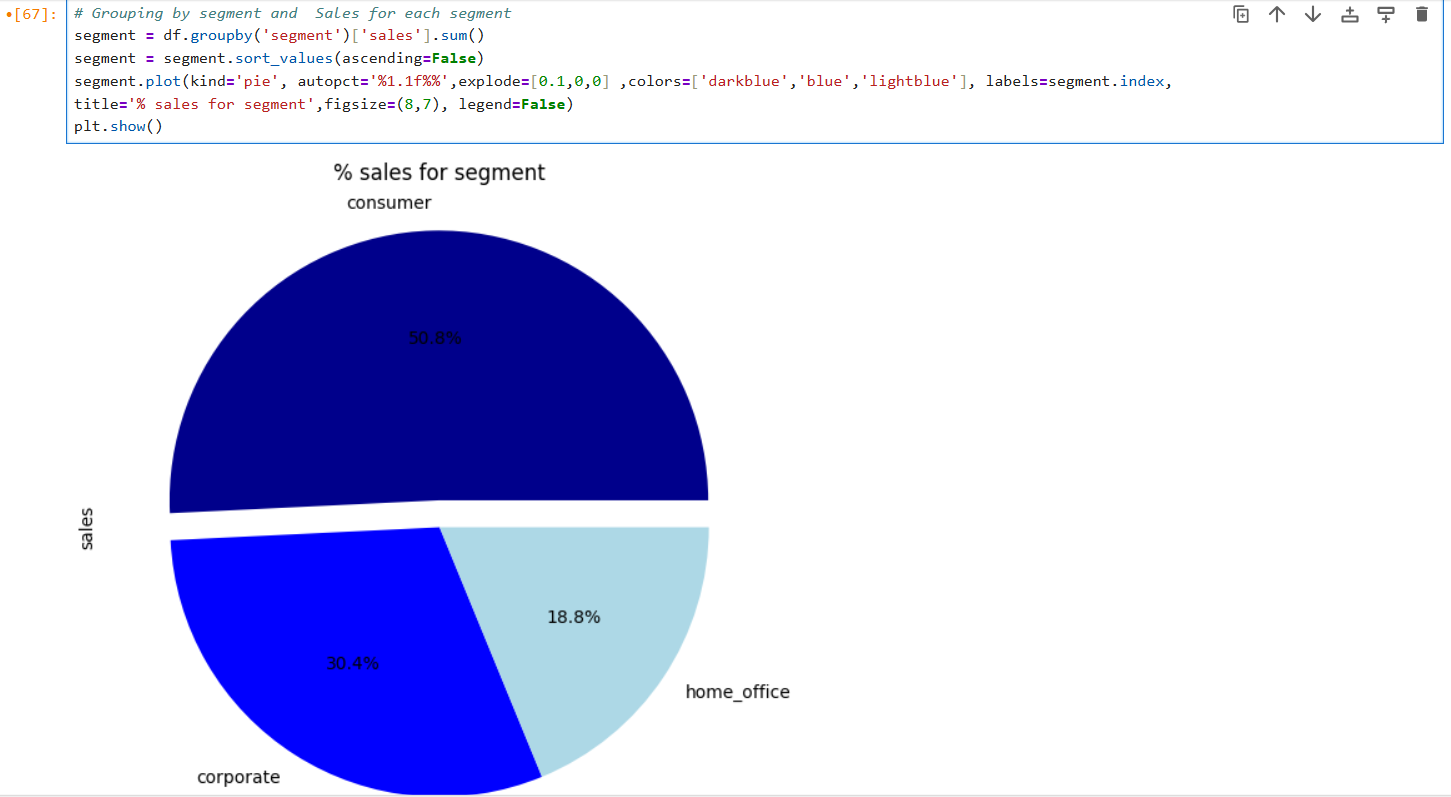 •[67]:
# Grouping by segment and  Sales for each segment
segment = df.groupby('segment')['sales'].sum()
segment = segment.sort_values(ascending=False)
segment.plot(kind='pie', autopct='%1.1f%%',explode=[0.1,0,0] ,colors=['darkblue','blue','lightblue'], labels=segment.index,
title='% sales for segment',figsize=(8,7), legend=False)
plt.show()
% sales for segment
consumer
50.8%
sales
18.8%
30.4%
home_office
corporate